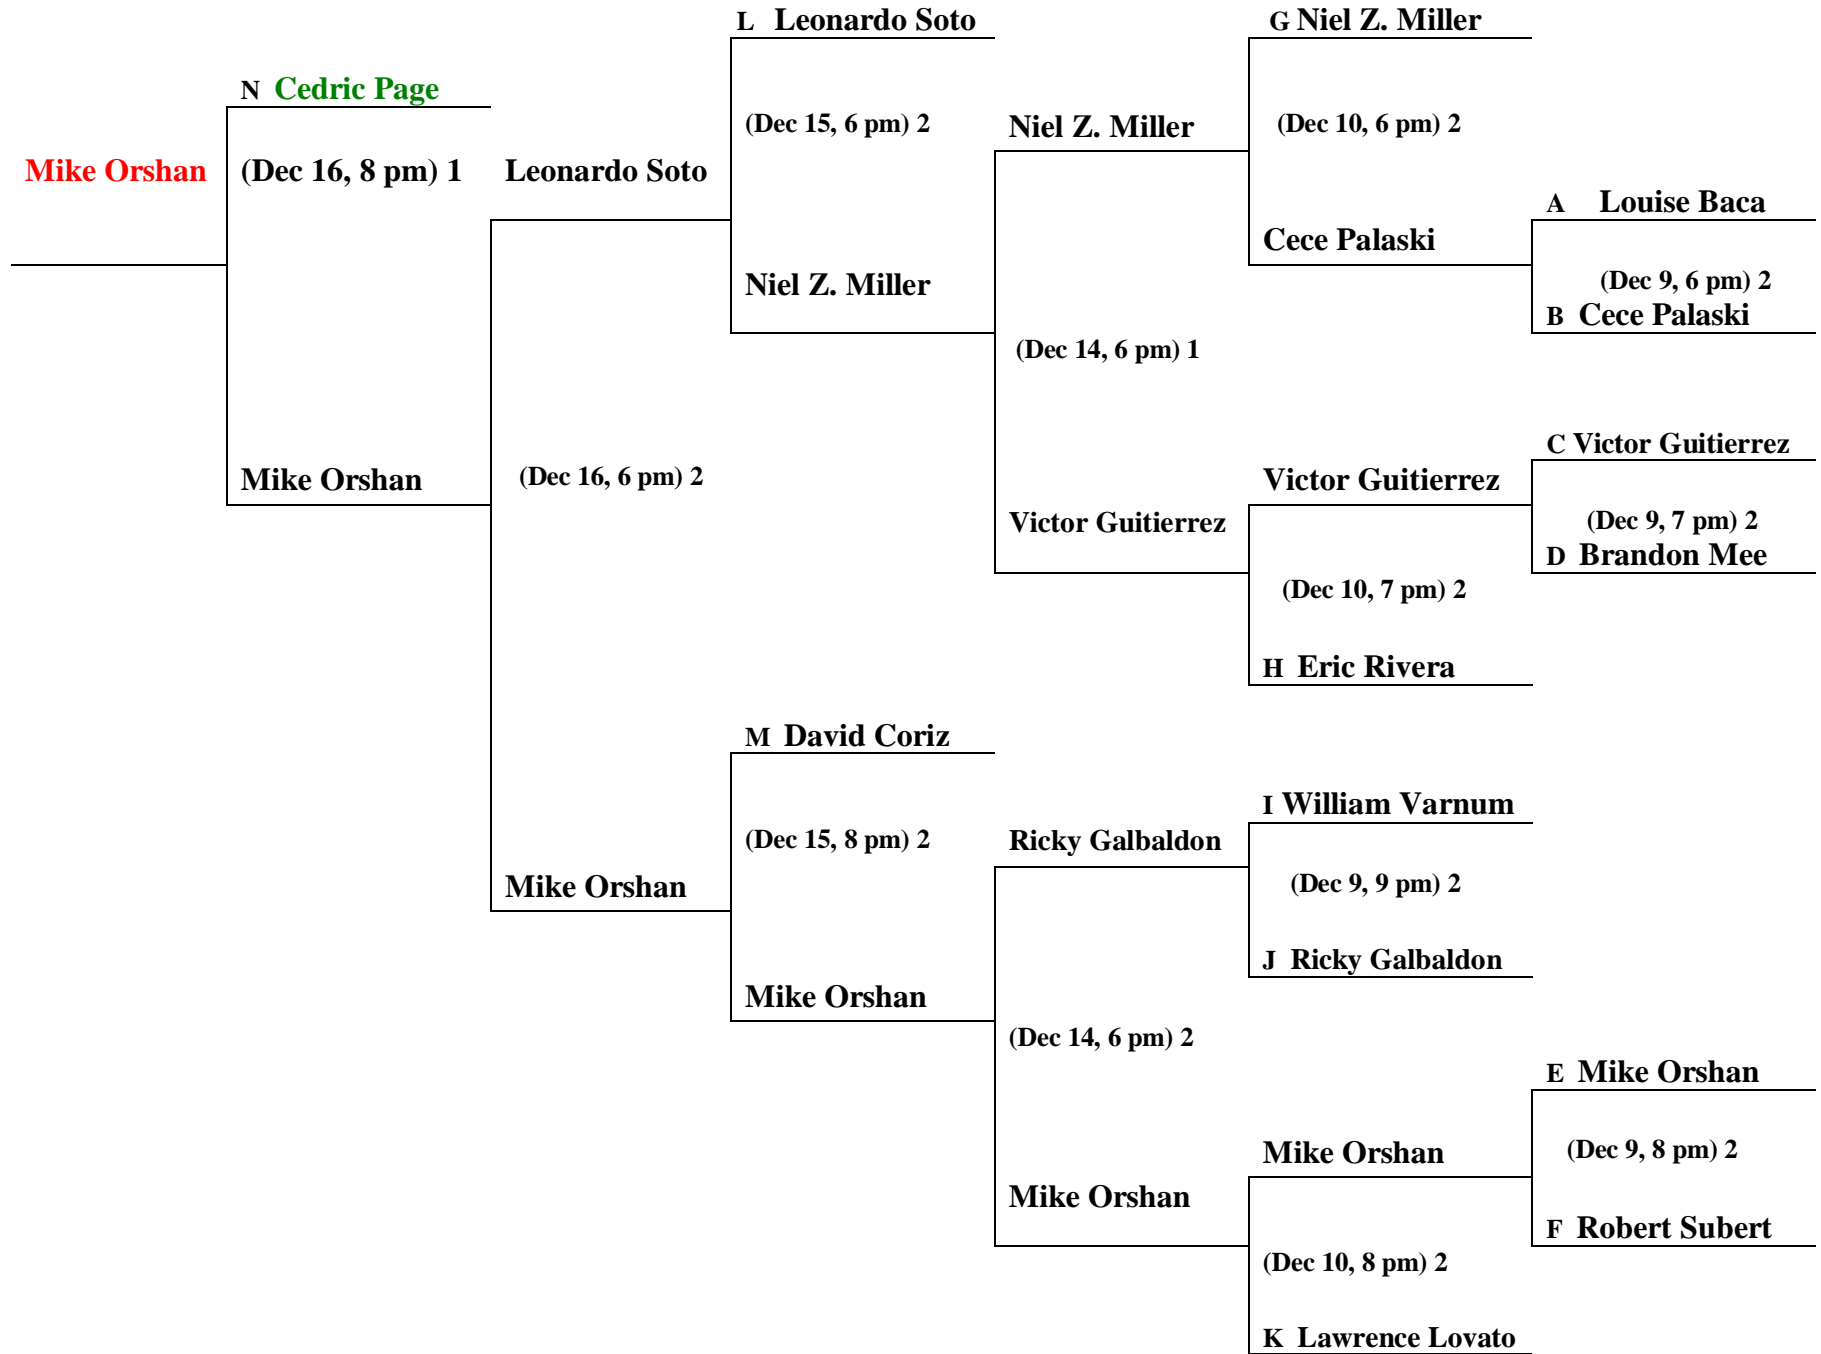 L Leonardo Soto
G Niel Z. Miller
N Cedric Page
(Dec 15, 6 pm) 2
Niel Z. Miller
(Dec 10, 6 pm) 2
Mike Orshan
(Dec 16, 8 pm) 1
Leonardo Soto
A Louise Baca
Cece Palaski
Niel Z. Miller
(Dec 9, 6 pm) 2
B Cece Palaski
(Dec 14, 6 pm) 1
C Victor Guitierrez
Mike Orshan
(Dec 16, 6 pm) 2
Victor Guitierrez
Victor Guitierrez
(Dec 9, 7 pm) 2
D Brandon Mee
(Dec 10, 7 pm) 2
H Eric Rivera
M David Coriz
I William Varnum
(Dec 15, 8 pm) 2
Ricky Galbaldon
Mike Orshan
(Dec 9, 9 pm) 2
J Ricky Galbaldon
Mike Orshan
(Dec 14, 6 pm) 2
E Mike Orshan
Mike Orshan
(Dec 9, 8 pm) 2
Mike Orshan
F Robert Subert
(Dec 10, 8 pm) 2
K Lawrence Lovato